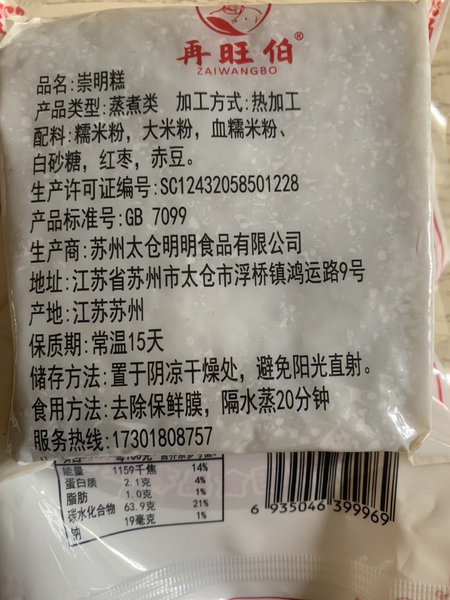 再旺伯®
ZAIWANGBO
品名:崇明糕
产品类型:蒸煮类 加工方式:热加工
配料:糯米粉，大米粉，血糯米粉、
白砂糖，红枣，赤豆。
生产许可证编号:SC12432058501228
产品标准号:GB 7099
生产商:苏州太仓明明食品有限公司
地址:江苏省苏州市太仓市浮桥镇鸿运路9号
产地:江苏苏州
保质期:常温15天
储存方法:置于阴凉干燥处，避免阳光直射。
食用方法:去除保鲜膜，隔水蒸20分钟
服务热线:17301808757
能量 1159千焦 14%
蛋白质 2.1克 4%
脂肪 1.0克 1%
碳水化合物 63.9克 21%
钠 19毫克 1%
6 935046 399969